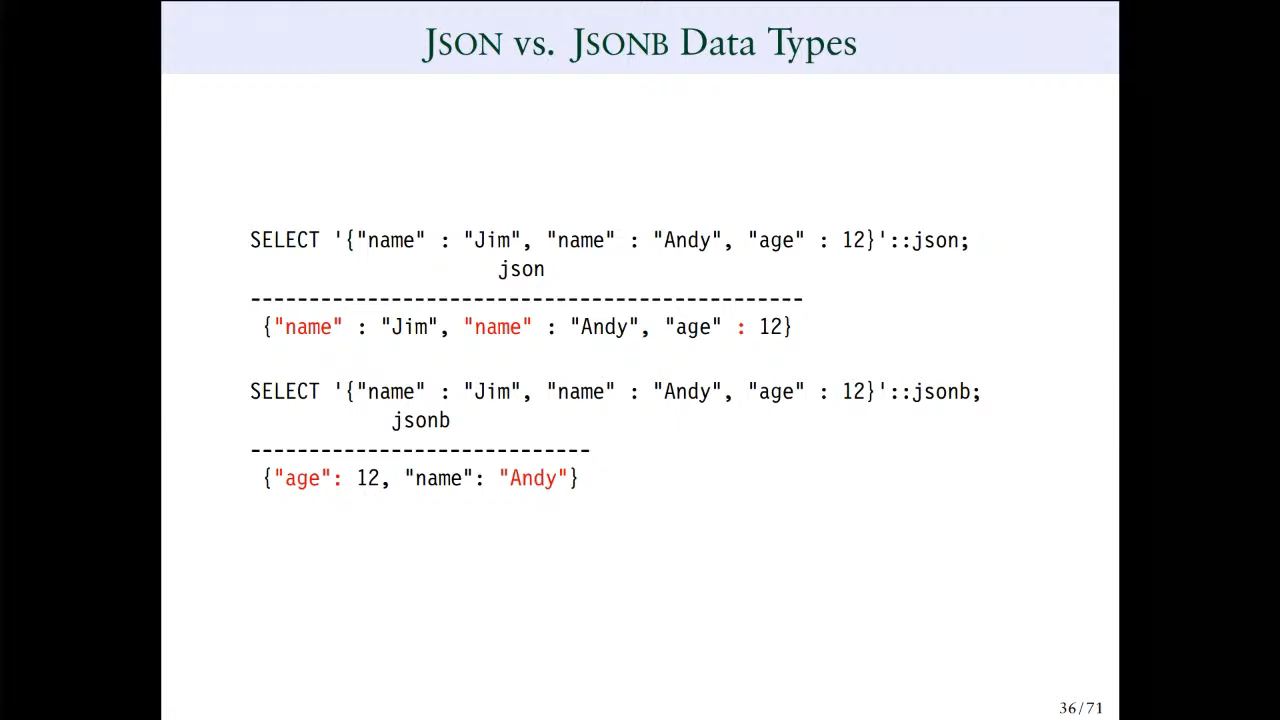 JSON vs. JSONB Data Types
SELECT '{"name" : "Jim", "name" : "Andy", "age" : 12}'::json;
json
-----------------------------------------------
{"name" : "Jim", "name" : "Andy", "age" : 12}
SELECT '{"name" : "Jim", "name" : "Andy", "age" : 12}'::jsonb;
jsonb
-----------------------------
{"age": 12, "name": "Andy"}
36/71